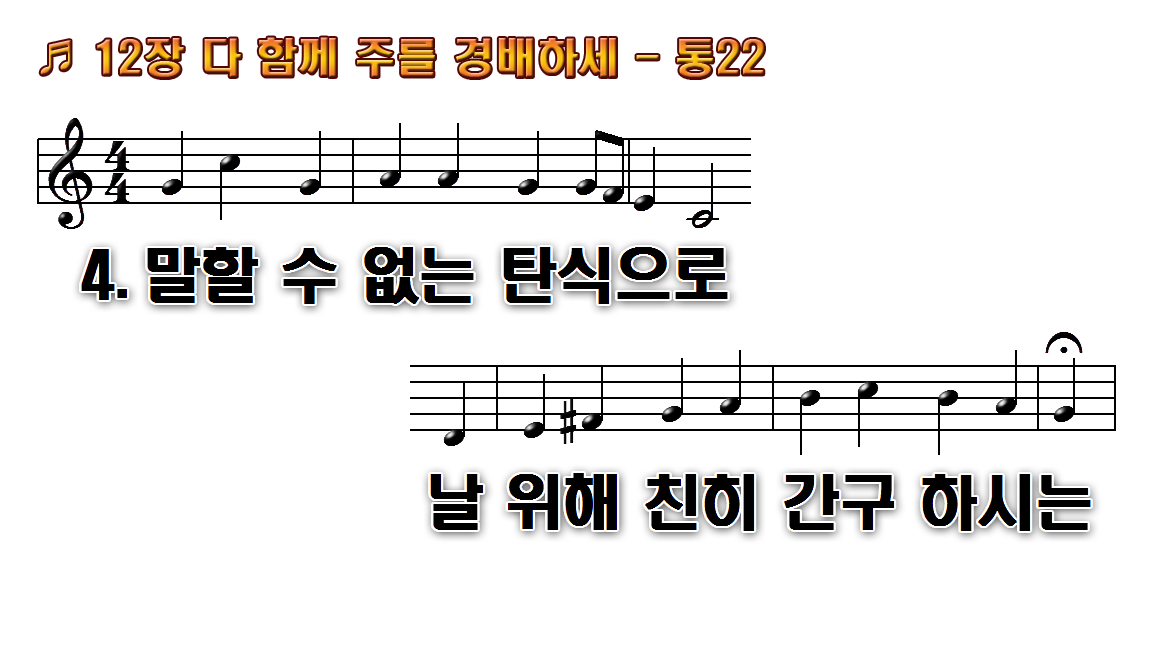 ♬ 12장 다 함께 주를 경배하세 - 통22
4. 말할 수 없는 탄식으로
날 위해 친히 간구 하시는